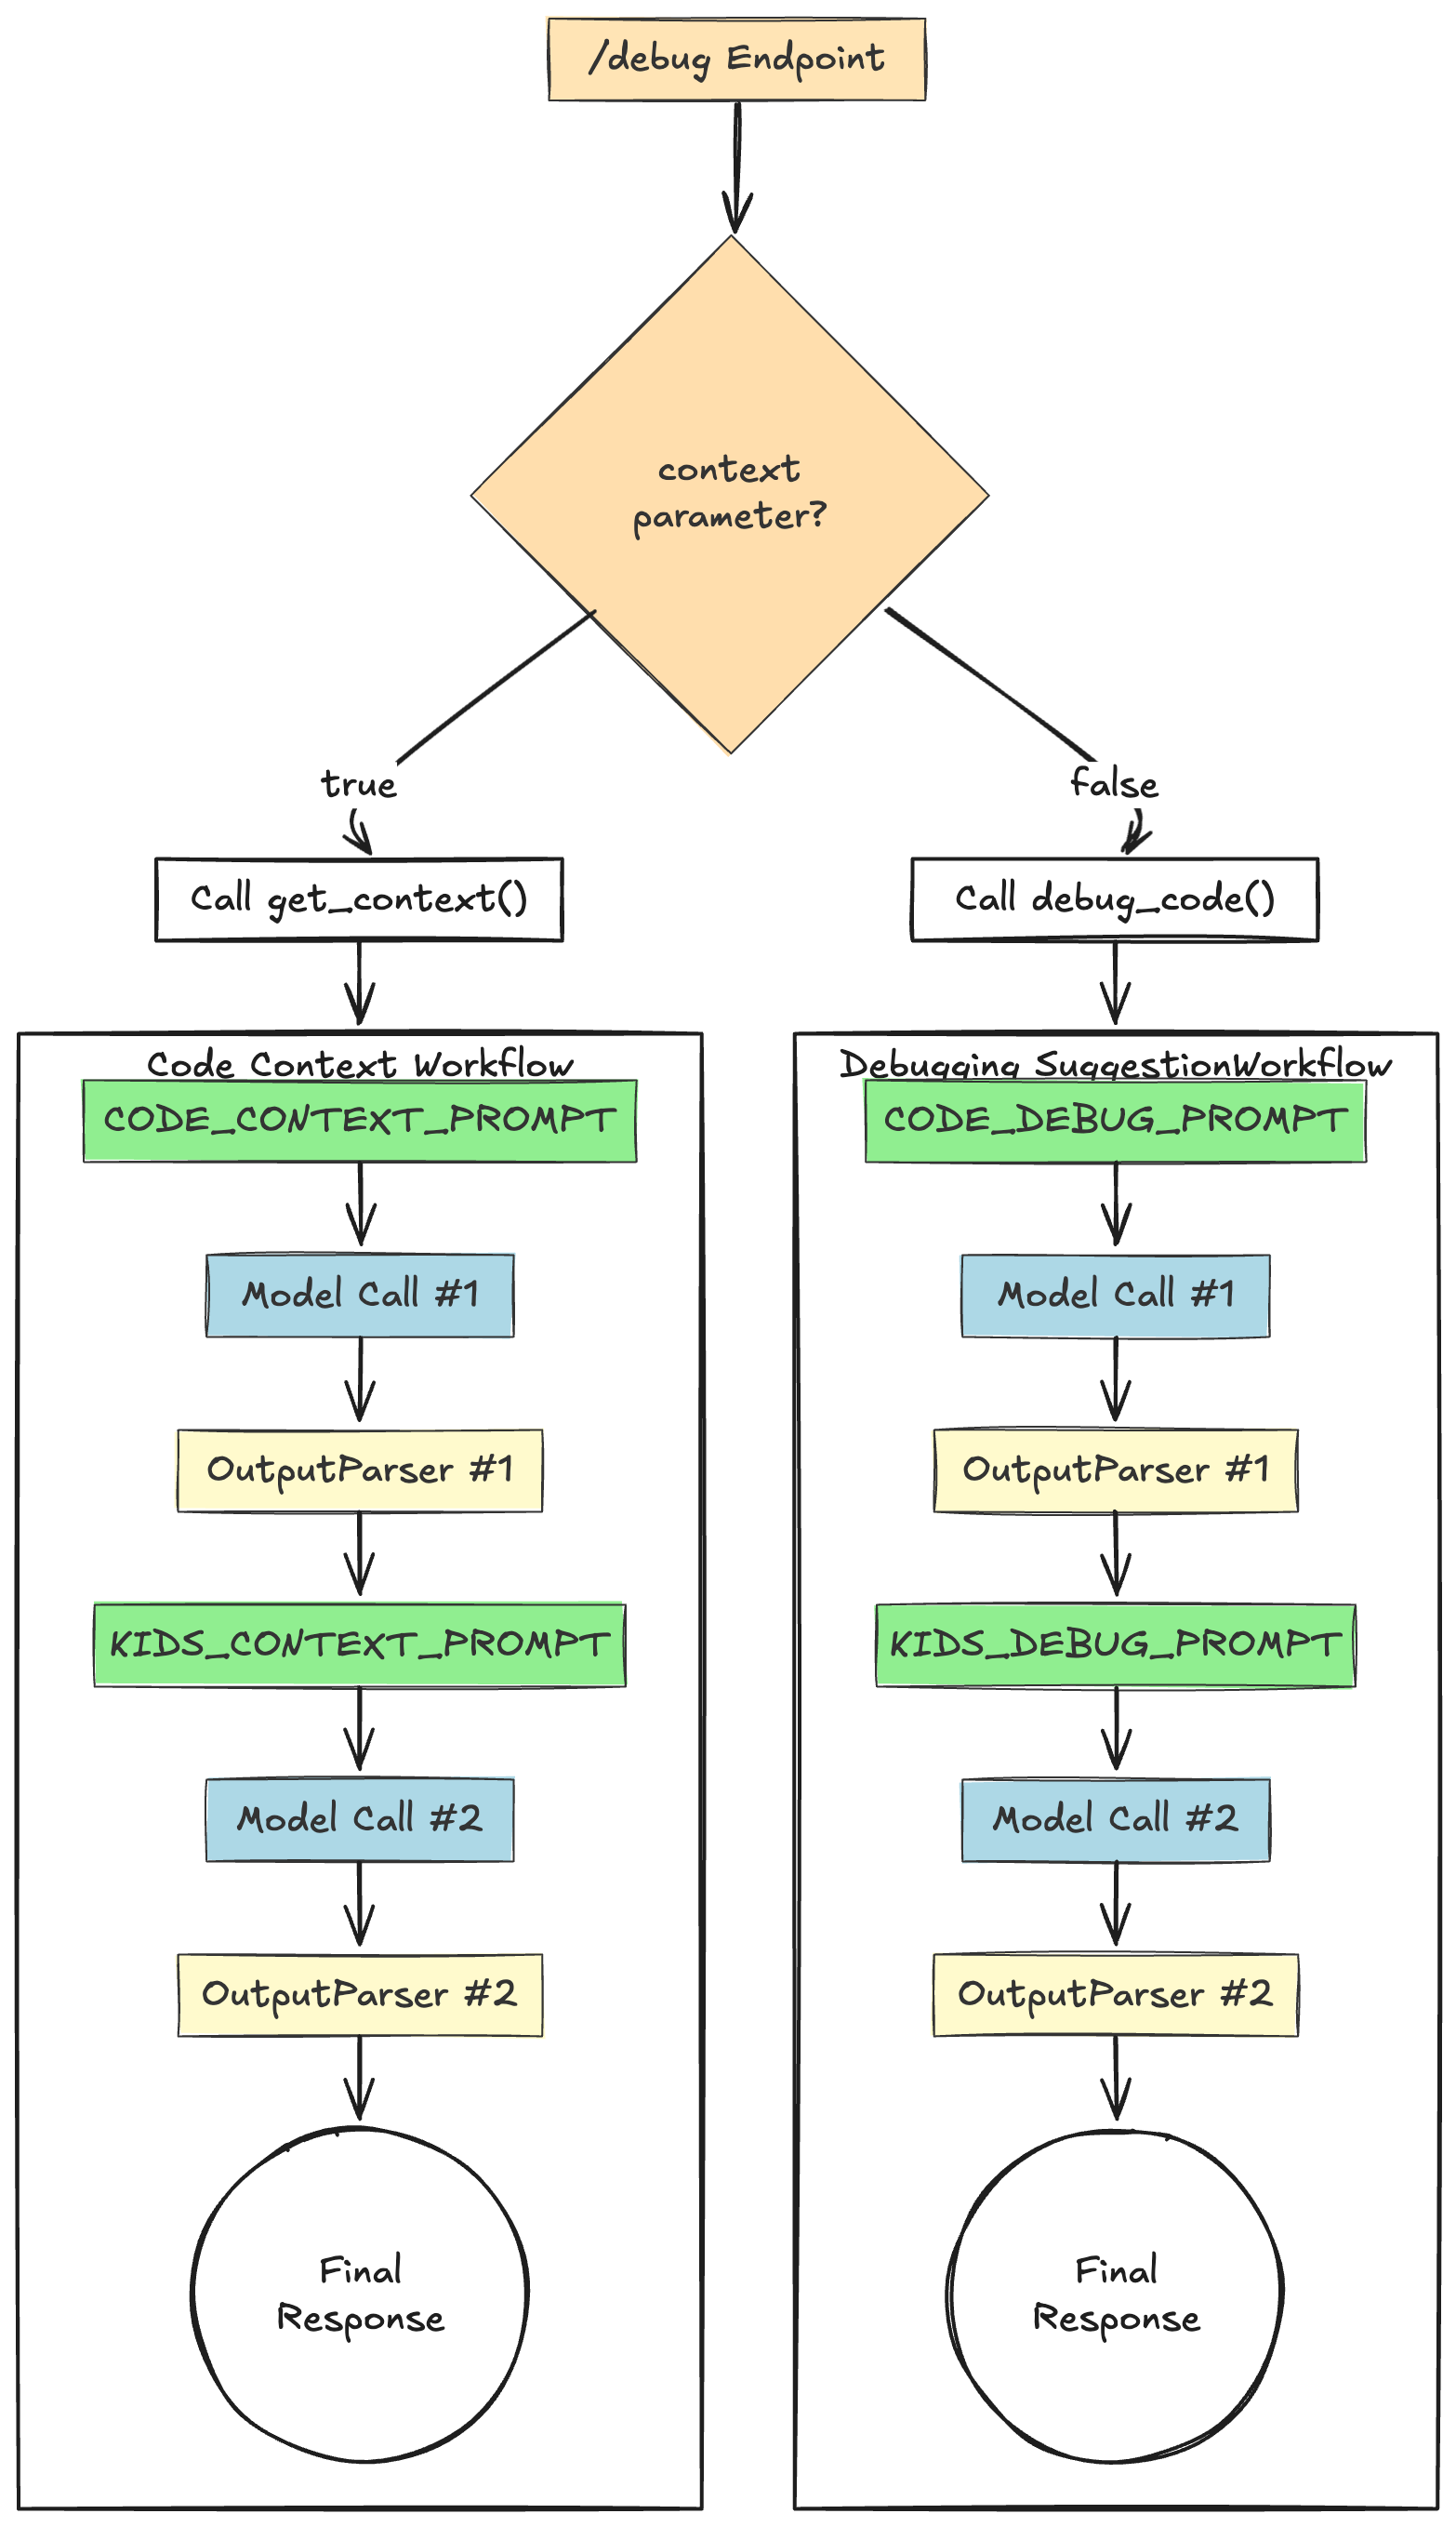 /debug Endpoint
context
parameter?
true
false
Call get_context()
Call debug_code()
Code Context Workflow
CODE_CONTEXT_PROMPT
Model Call #1
OutputParser #1
KIDS_CONTEXT_PROMPT
Model Call #2
OutputParser #2
Final
Response
Debugging SuggestionWorkflow
CODE_DEBUG_PROMPT
Model Call #1
OutputParser #1
KIDS_DEBUG_PROMPT
Model Call #2
OutputParser #2
Final
Response